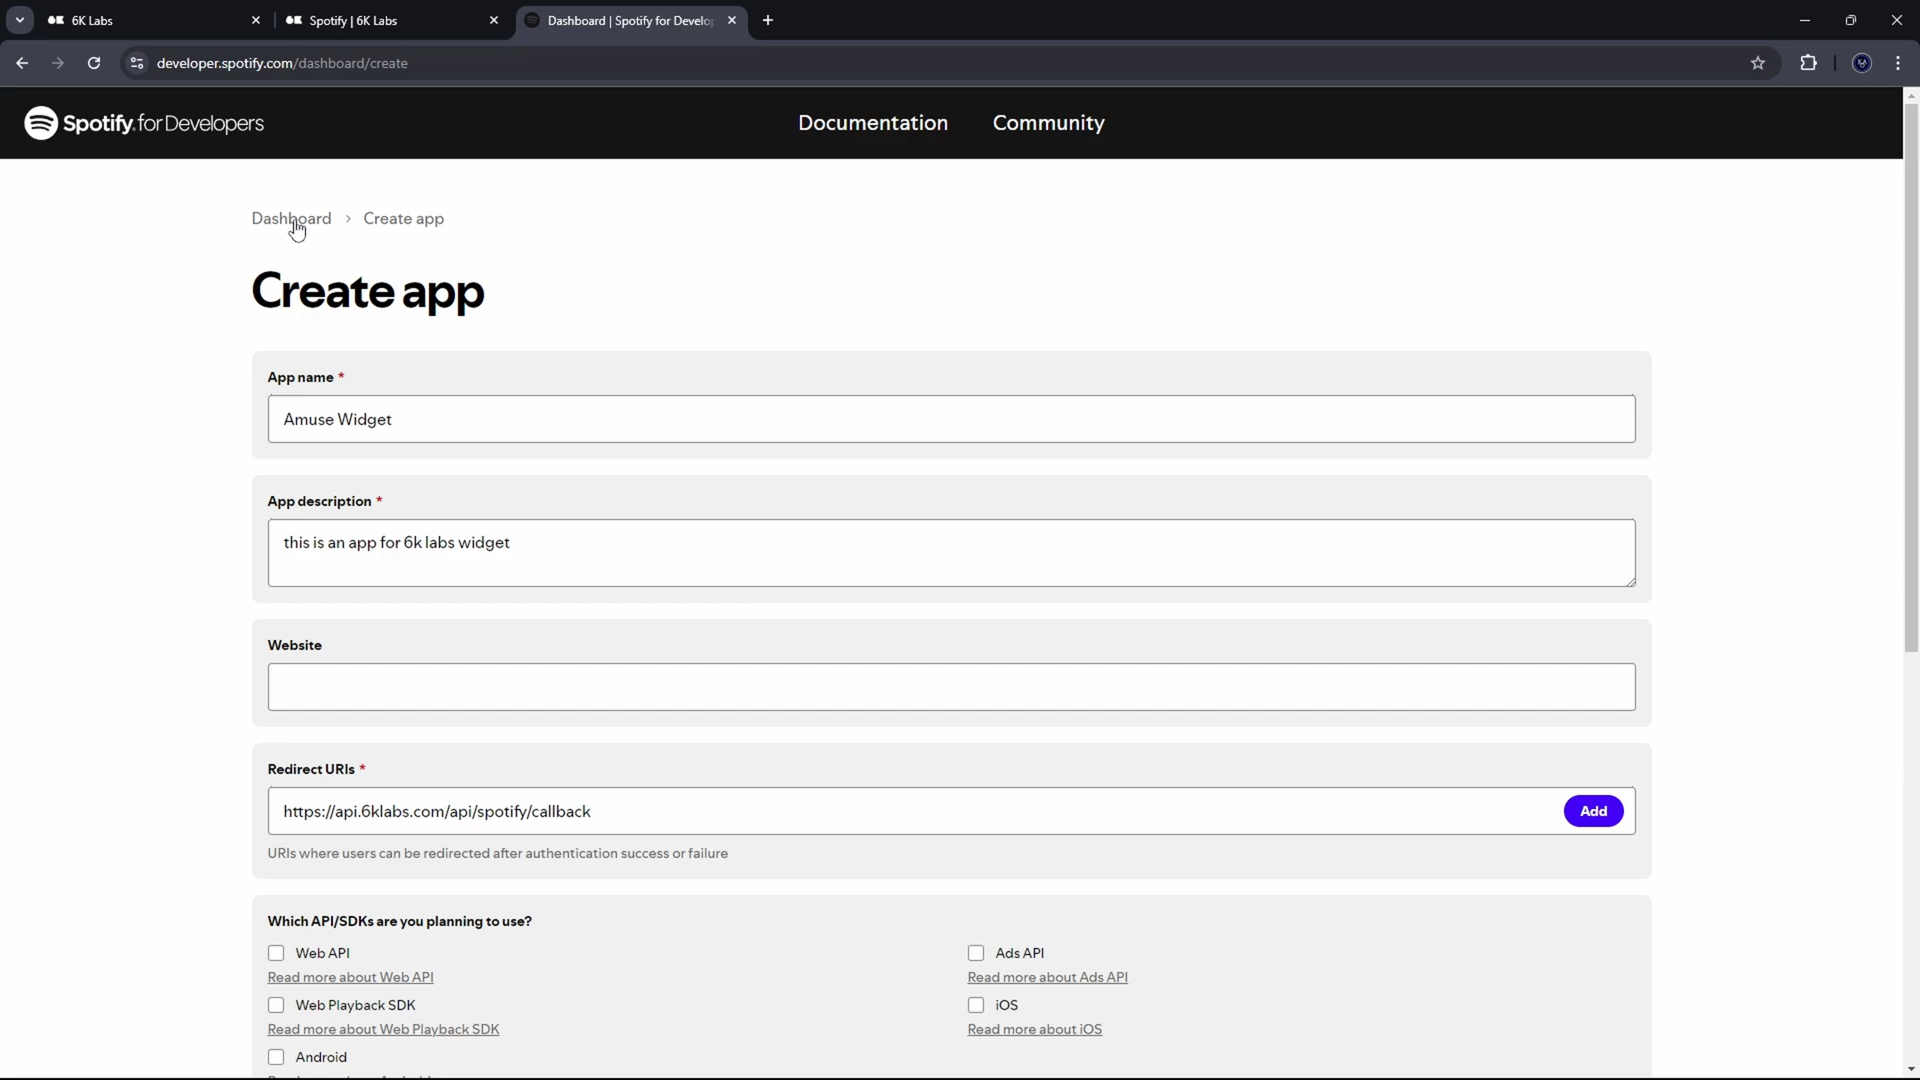 6K Labs
Spotify | 6K Labs
Dashboard | Spotify for Develop
developer.spotify.com/dashboard/create
Spotify for Developers
Documentation
Community
Dashboard > Create app
Create app
App name *
Amuse Widget
App description *
this is an app for 6k labs widget
Website
Redirect URIs *
https://api.6klabs.com/api/spotify/callback
Add
URIs where users can be redirected after authentication success or failure
Which API/SDKs are you planning to use?
Web API
Read more about Web API
Web Playback SDK
Read more about Web Playback SDK
Android
Ads API
Read more about Ads API
iOS
Read more about iOS